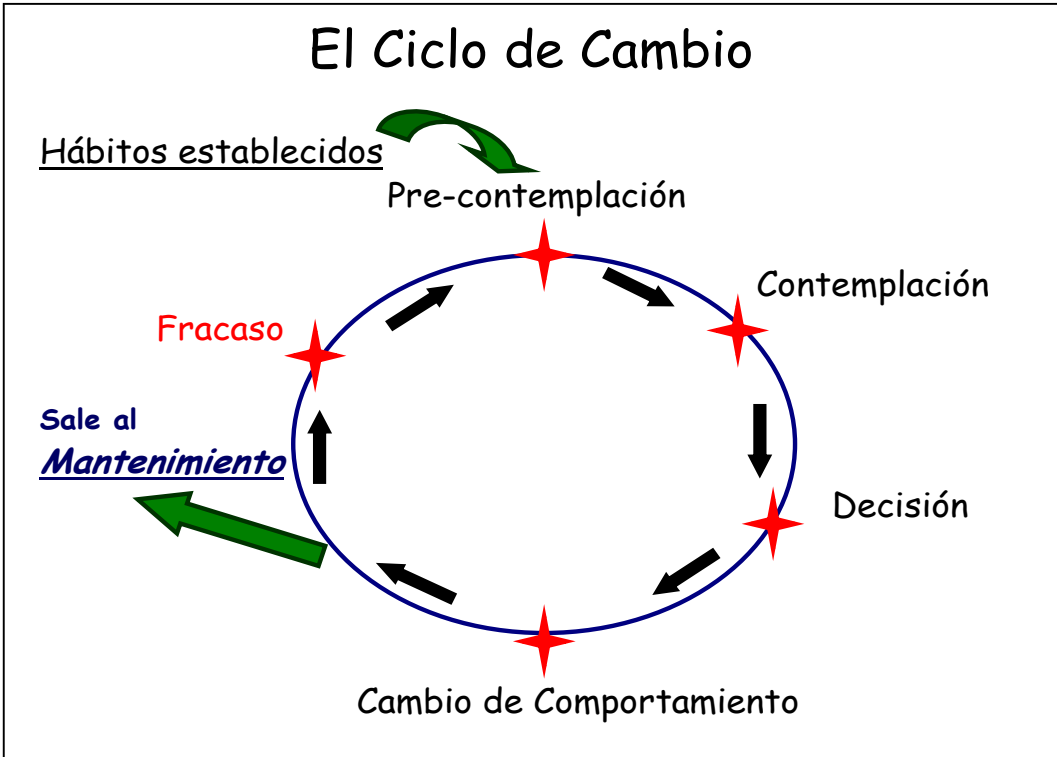 El Ciclo de Cambio
Hábitos establecidos
Pre-contemplación
Contemplación
Fracaso
Sale al
Mantenimiento
Decisión
Cambio de Comportamiento